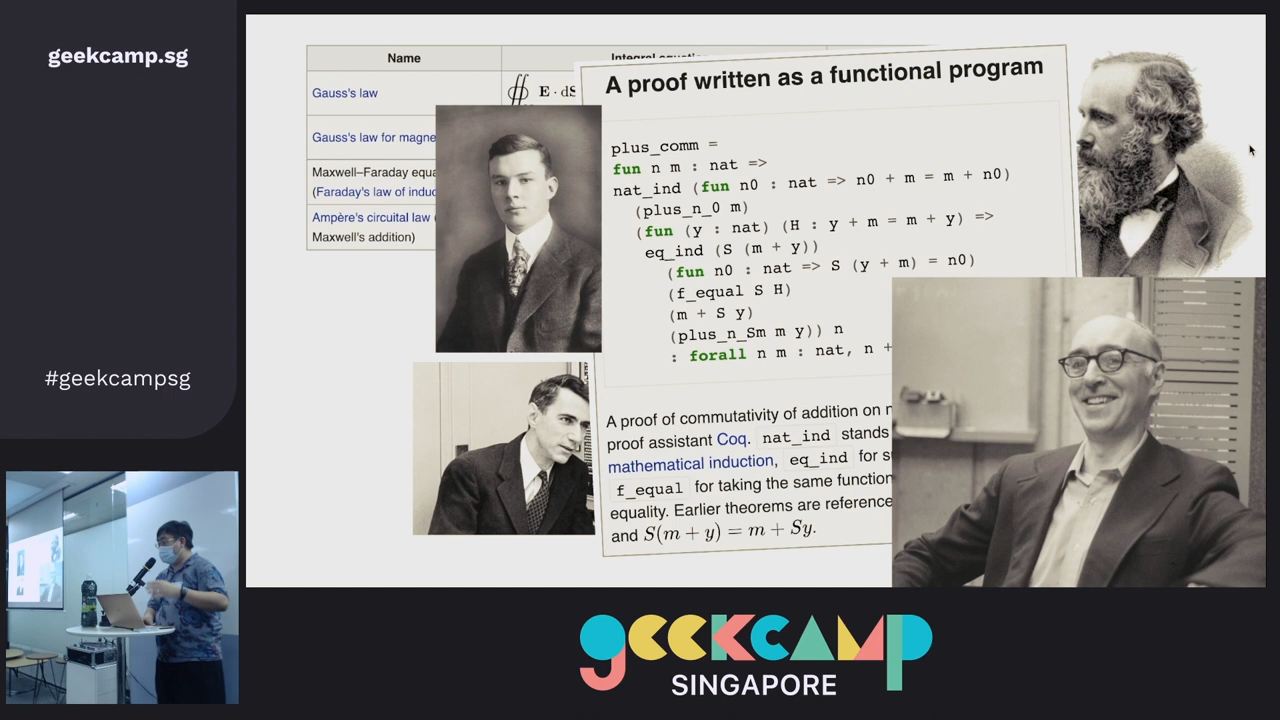 geekcamp.sg
#geekcampsg
Name
Gauss's law
∯ E · dS
Gauss's law for magne
Maxwell–Faraday equa
(Faraday's law of induc
Ampère's circuital law (
Maxwell's addition)
A proof written as a functional program
plus_comm =
fun n m : nat =>
nat_ind (fun n0 : nat => n0 + m = m + n0)
(plus_n_0 m)
(fun (y : nat) (H : y + m = m + y) =>
eq_ind (S (m + y))
(fun n0 : nat => S (y + m) = n0)
(f_equal S H)
(m + S y)
(plus_n_Sm m y)) n
: forall n m : nat, n +
A proof of commutativity of addition on n
proof assistant Coq. nat_ind stands
mathematical induction, eq_ind for s
f_equal for taking the same function
equality. Earlier theorems are reference
and S(m + y) = m + Sy.
geekcamp
SINGAPORE